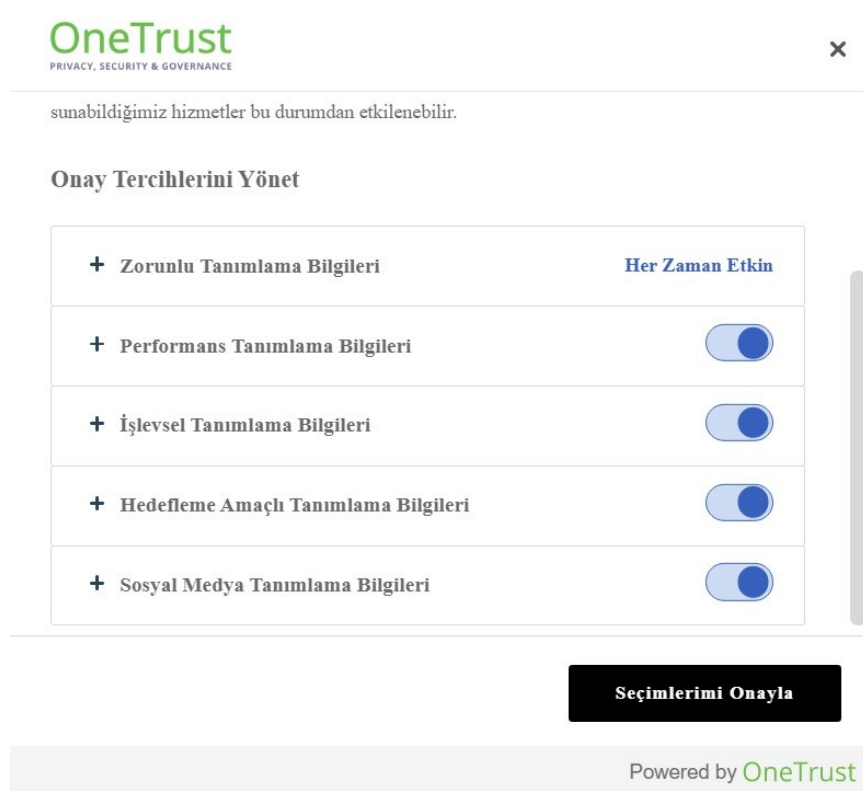 OneTrust
PRIVACY, SECURITY & GOVERNANCE
sunabildiğimiz hizmetler bu durumdan etkilenebilir.
Onay Tercihlerini Yönet
Zorunlu Tanımlama Bilgileri Her Zaman Etkin
Performans Tanımlama Bilgileri
İşlevsel Tanımlama Bilgileri
Hedefleme Amaçlı Tanımlama Bilgileri
Sosyal Medya Tanımlama Bilgileri
Seçimlerimi Onayla
Powered by OneTrust